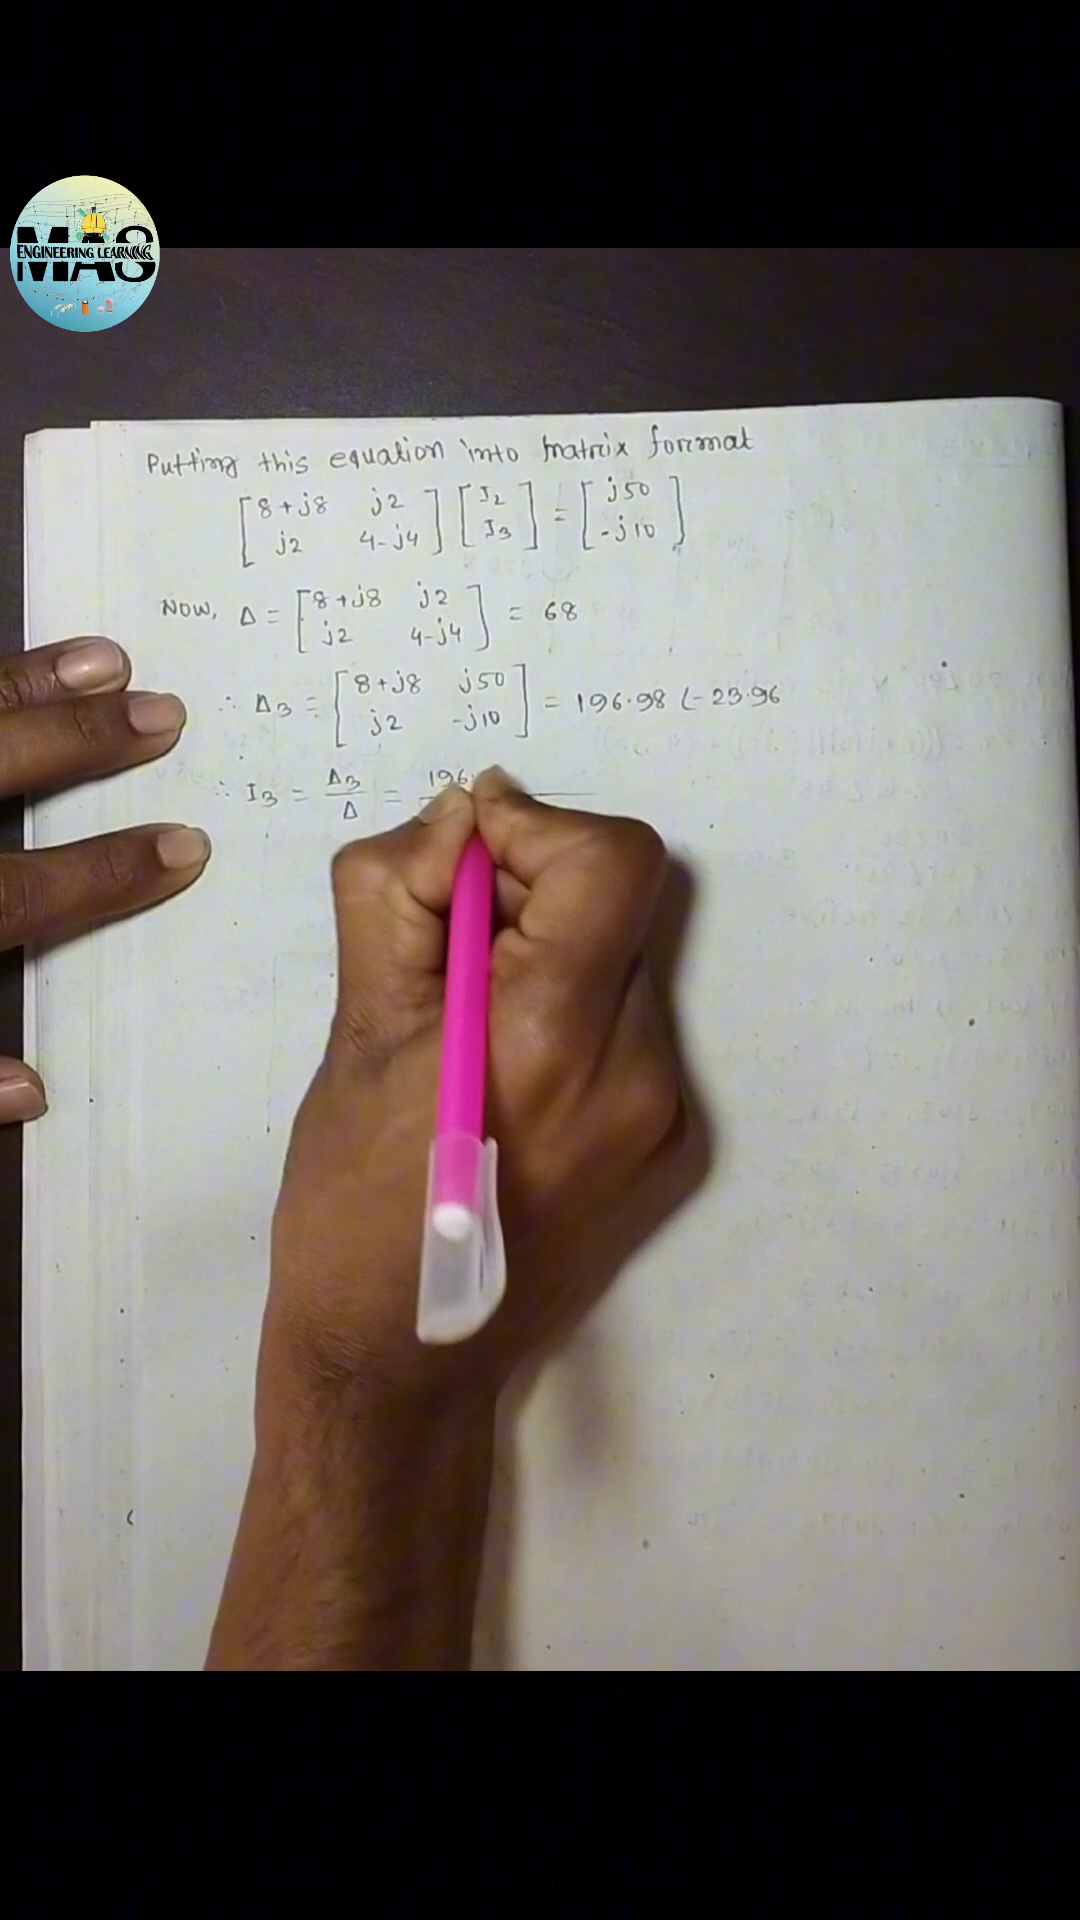 MAS
ENGINEERING LEARNING
Putting this equation into matrix format
[8+j8 j2 [I2 = [j50
j2 4-j4] I3] -j10]
Now, Δ = [8+j8 j2 = 68
j2 4-j4]
∴ Δ3 = [8+j8 j50 = 196.98 ∠-23.96
j2 -j10]
∴ I3 = Δ3/Δ = 196